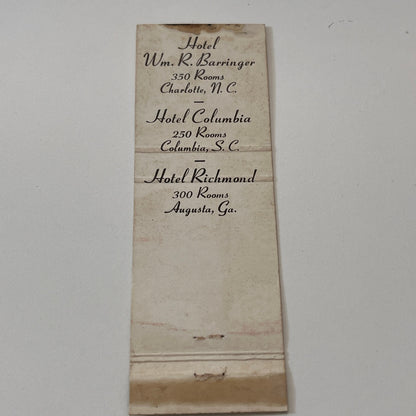 Hotel
Wm. R. Barringer
350 Rooms
Charlotte, N. C.
—
Hotel Columbia
250 Rooms
Columbia, S. C.
—
Hotel Richmond
300 Rooms
Augusta, Ga.